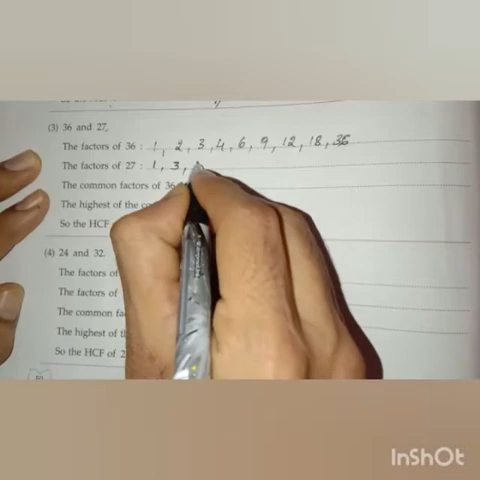 (3) 36 and 27,
The factors of 36 : 1, 2, 3, 4, 6, 9, 12, 18, 36
The factors of 27 : 1, 3,
The common factors of 36
The highest of the
So the HCF
(4) 24 and 32.
The factors of
The factors of
The common
The highest of
So the HCF of
InShOt